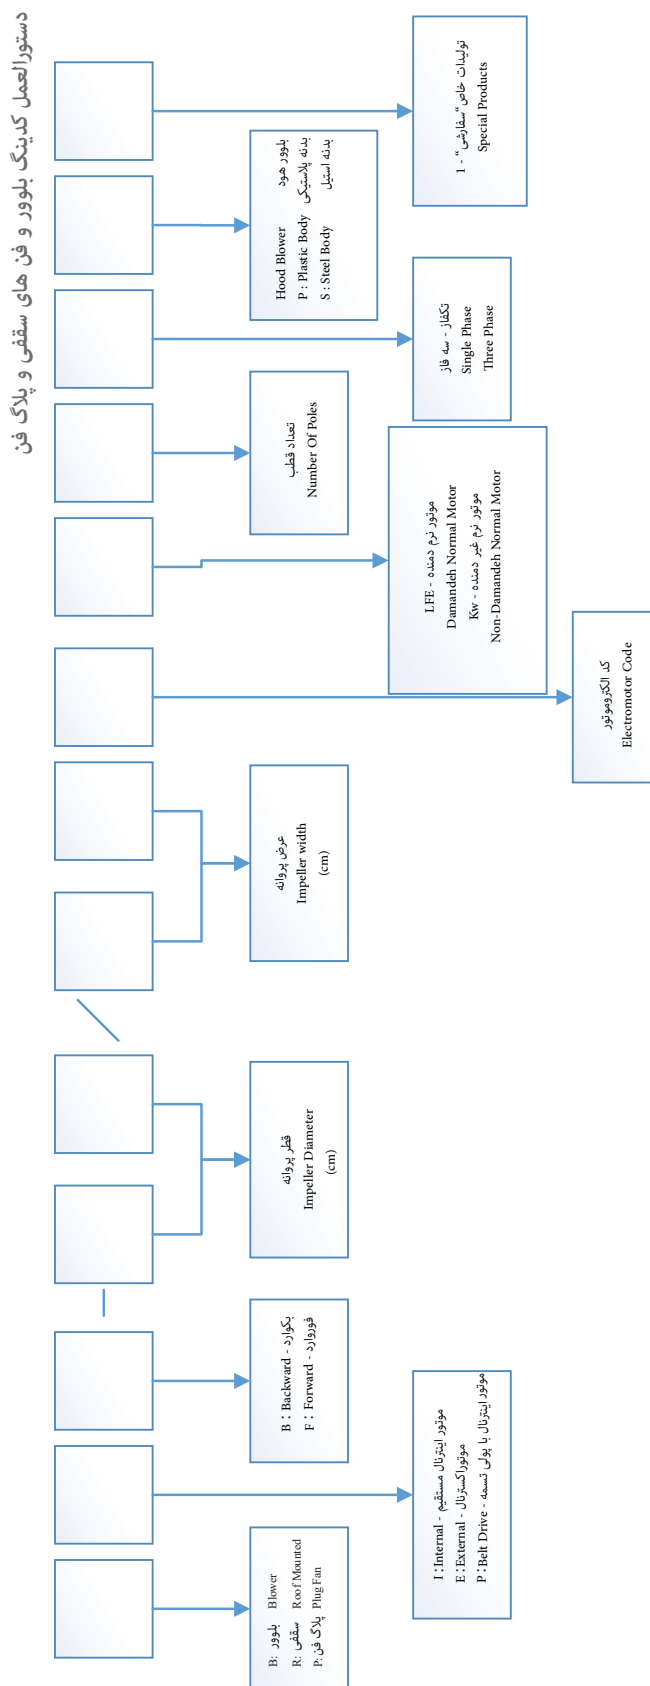 دستورالعمل کدینگ بلوور و فن های سقفی و پلاگ فن
B: بلوور Blower
R: سقفی Roof Mounted
P: پلاگ فن Plug Fan
I : Internal - موتور اینترنال مستقیم
E : External - موتوراکسترنال
P : Belt Drive - موتور اینترنال با پولی تسمه
B : Backward - بکوارد
F : Forward - فوروارد
قطر پروانه
Impeller Diameter
(cm)
عرض پروانه
Impeller width
(cm)
کد الکتروموتور
Electromotor Code
LFE - موتور نرم دمنده
Damandeh Normal Motor
Kw - موتور نرم غیر دمنده
Non-Damandeh Normal Motor
تعداد قطب
Number Of Poles
تکفاز - سه فاز
Single Phase
Three Phase
Hood Blower بلوور هود
P : Plastic Body بدنه پلاستیکی
S : Steel Body بدنه استیل
1 - تولیدات خاص “سفارشی“
Special Products